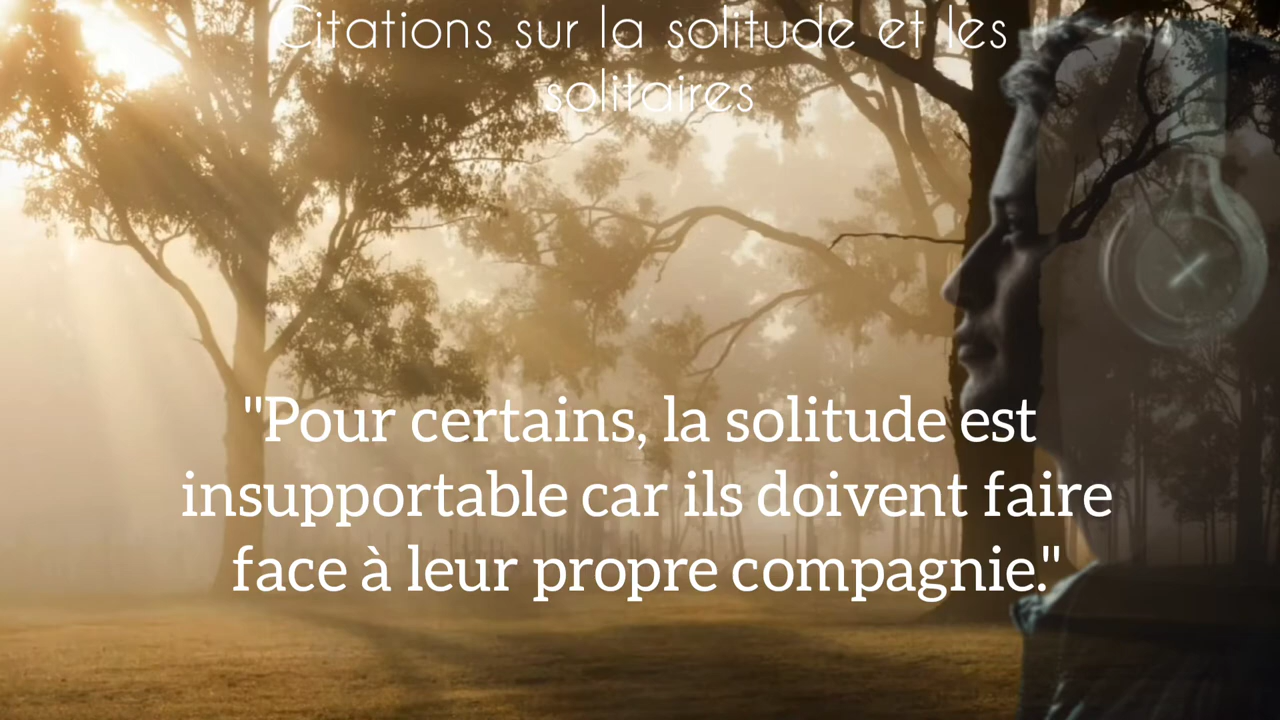 Citations sur la solitude et les
solitaires
"Pour certains, la solitude est
insupportable car ils doivent faire
face à leur propre compagnie."